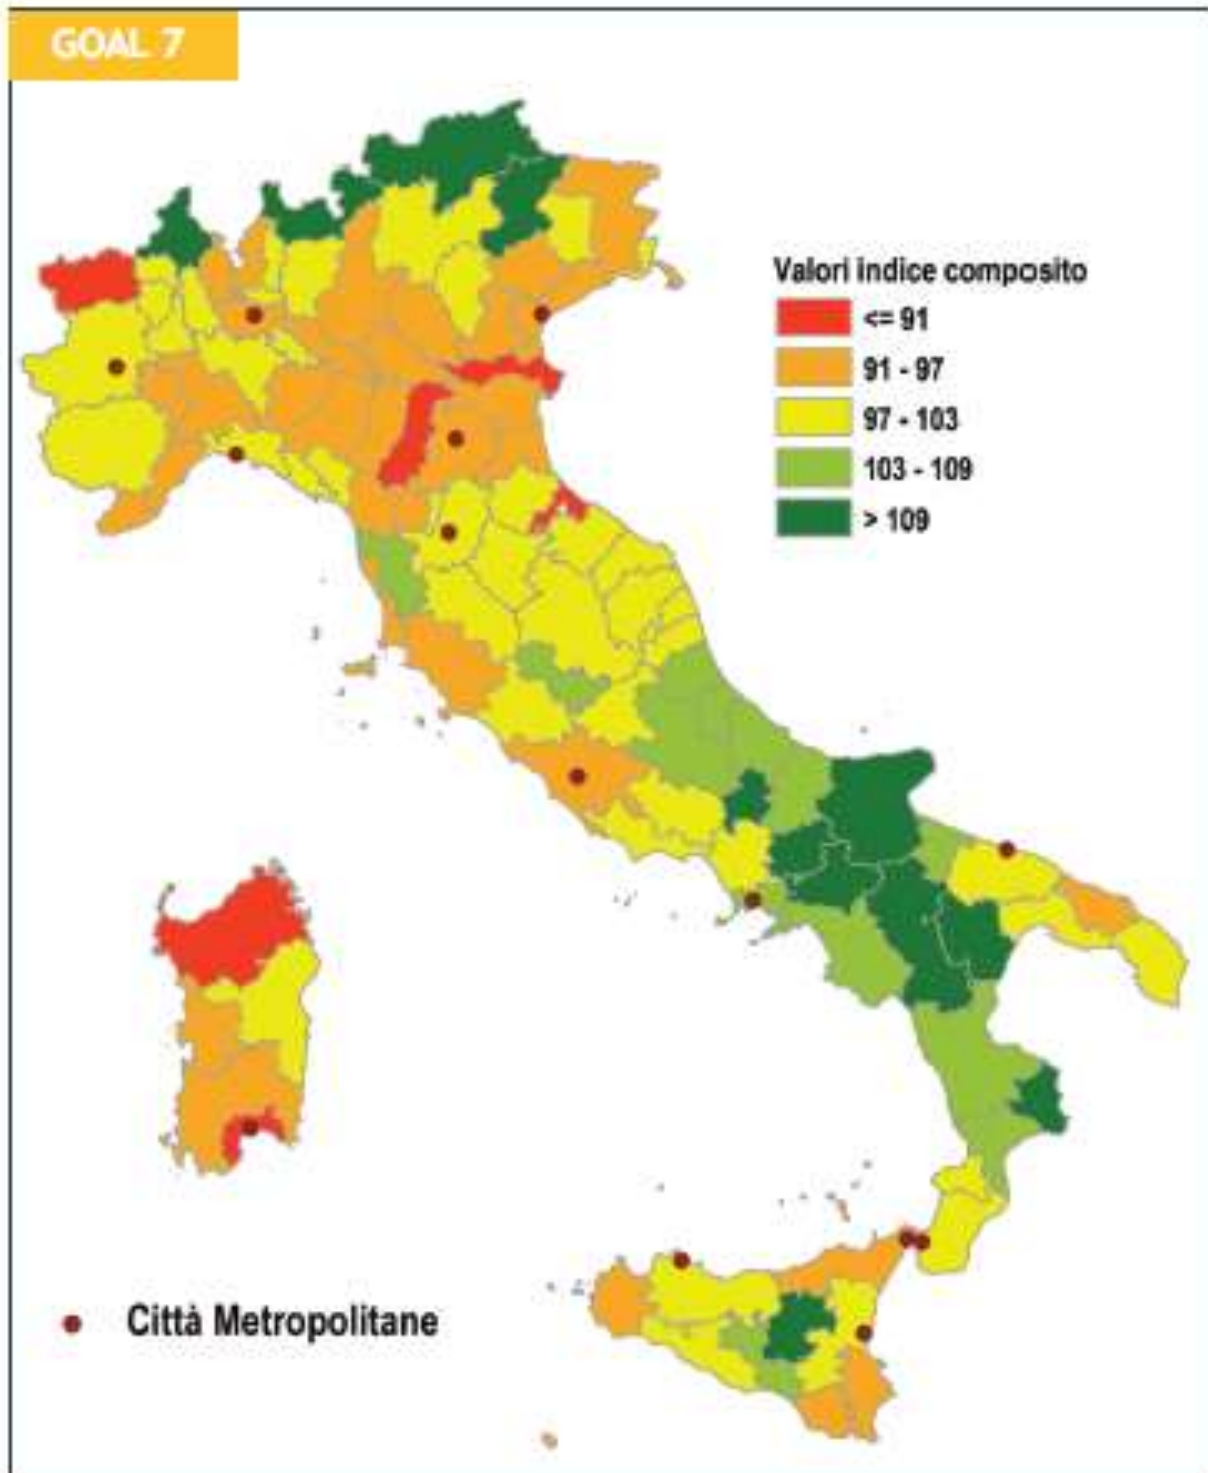 GOAL 7
Valori indice composito
<= 91
91 - 97
97 - 103
103 - 109
> 109
Città Metropolitane